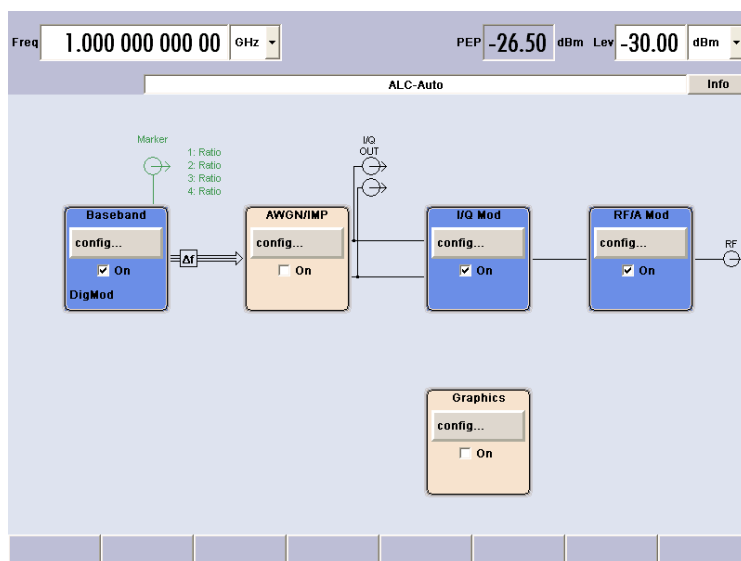 Freq 1.000 000 000 00 GHz PEP -26.50 dBm Lev -30.00 dBm
ALC-Auto Info
Marker
1: Ratio
2: Ratio
3: Ratio
4: Ratio
I/Q
OUT
Baseband AWGN/IMP I/Q Mod RF/A Mod
config... config... config... config...
On On On On
Δf
RF
DigMod
Graphics
config...
On